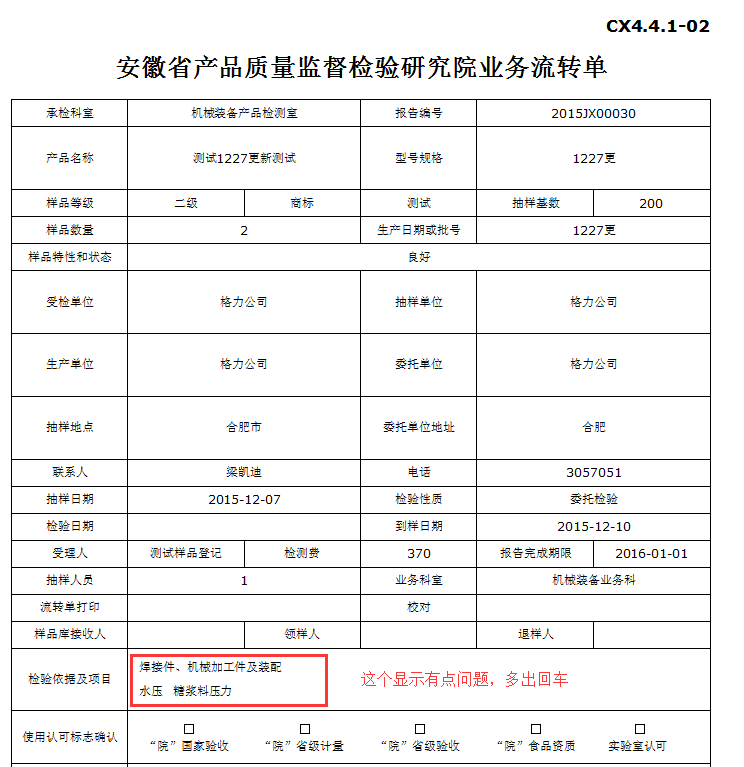 CX4.4.1-02
安徽省产品质量监督检验研究院业务流转单
承检科室 机械装备产品检测室 报告编号 2015JX00030
产品名称 测试1227更新测试 型号规格 1227更
样品等级 二级 商标 测试 抽样基数 200
样品数量 2 生产日期或批号 1227更
样品特性和状态 良好
受检单位 格力公司 抽样单位 格力公司
生产单位 格力公司 委托单位 格力公司
抽样地点 合肥市 委托单位地址 合肥
联系人 梁凯迪 电话 3057051
抽样日期 2015-12-07 检验性质 委托检验
检验日期 到样日期 2015-12-10
受理人 测试样品登记 检测费 370 报告完成期限 2016-01-01
抽样人员 1 业务科室 机械装备业务科
流转单打印 校对
样品库接收人 领样人 退样人
检验依据及项目 焊接件、机械加工件及装配
水压 糖浆料压力
这个显示有点问题，多出回车
使用认可标志确认 “院”国家验收 “院”省级计量 “院”省级验收 “院”食品资质 实验室认可